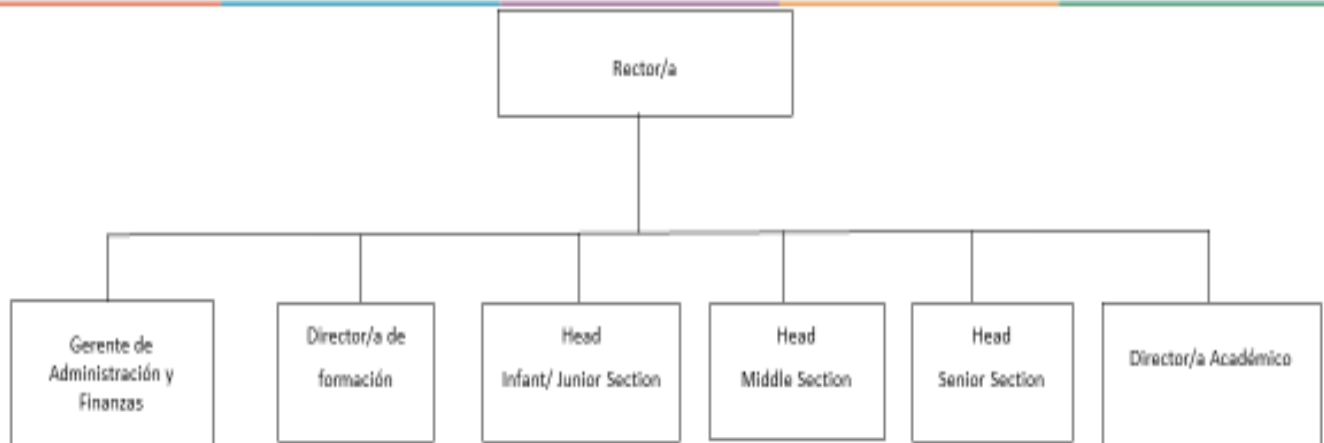 Rector/a
Gerente de
Administración y
Finanzas
Director/a de
formación
Head
Infant/ Junior Section
Head
Middle Section
Head
Senior Section
Director/a Académico